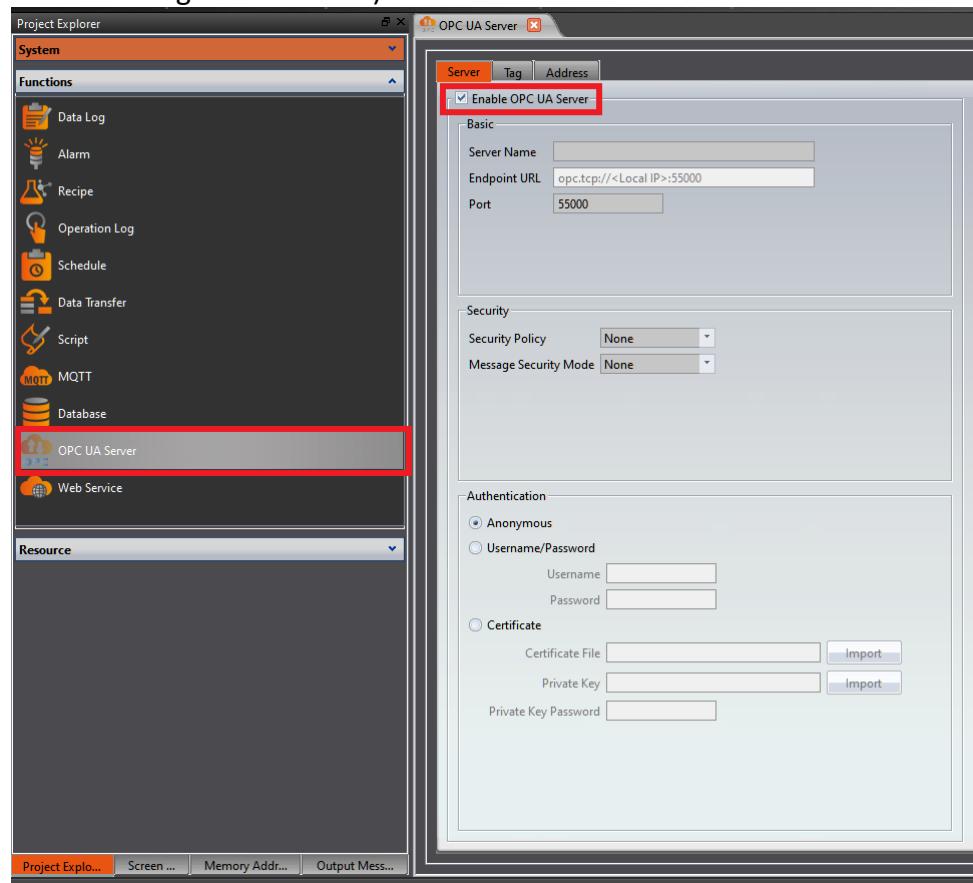 Project Explorer
System
Functions
Data Log
Alarm
Recipe
Operation Log
Schedule
Data Transfer
Script
MQTT
MQTT
Database
OPC
OPC UA Server
Web Service
Resource
Project Explo...
Screen ...
Memory Addr...
Output Mess...
OPC UA Server
Server
Tag
Address
Enable OPC UA Server
Basic
Server Name
Endpoint URL opc.tcp://<Local IP>:55000
Port 55000
Security
Security Policy None
Message Security Mode None
Authentication
Anonymous
Username/Password
Username
Password
Certificate
Certificate File Import
Private Key Import
Private Key Password